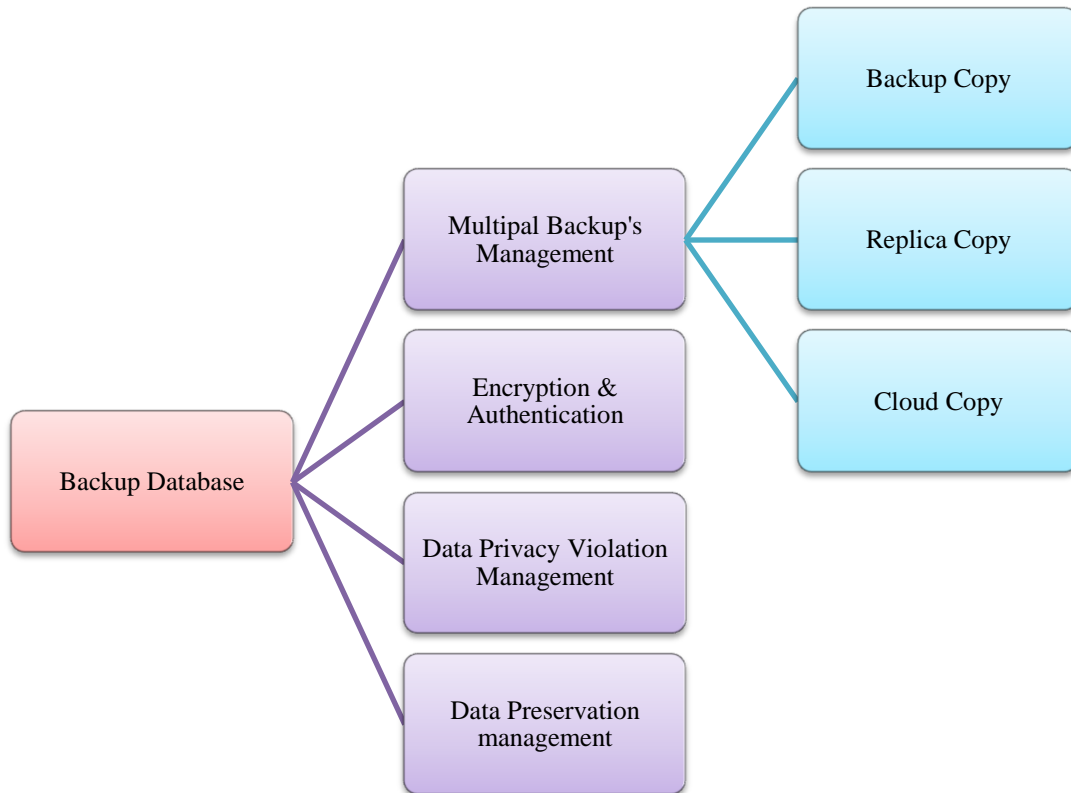 Backup Database
Multipal Backup's
Management
Encryption &
Authentication
Data Privacy Violation
Management
Data Preservation
management
Backup Copy
Replica Copy
Cloud Copy